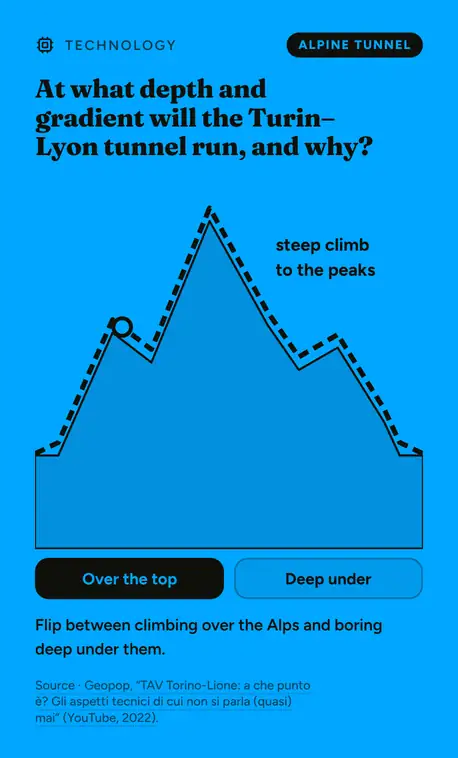 TECHNOLOGY
ALPINE TUNNEL
At what depth and
gradient will the Turin–
Lyon tunnel run, and why?
steep climb
to the peaks
Over the top
Deep under
Flip between climbing over the Alps and boring
deep under them.
Source · Geopop, “TAV Torino-Lione: a che punto
è? Gli aspetti tecnici di cui non si parla (quasi)
mai” (YouTube, 2022).